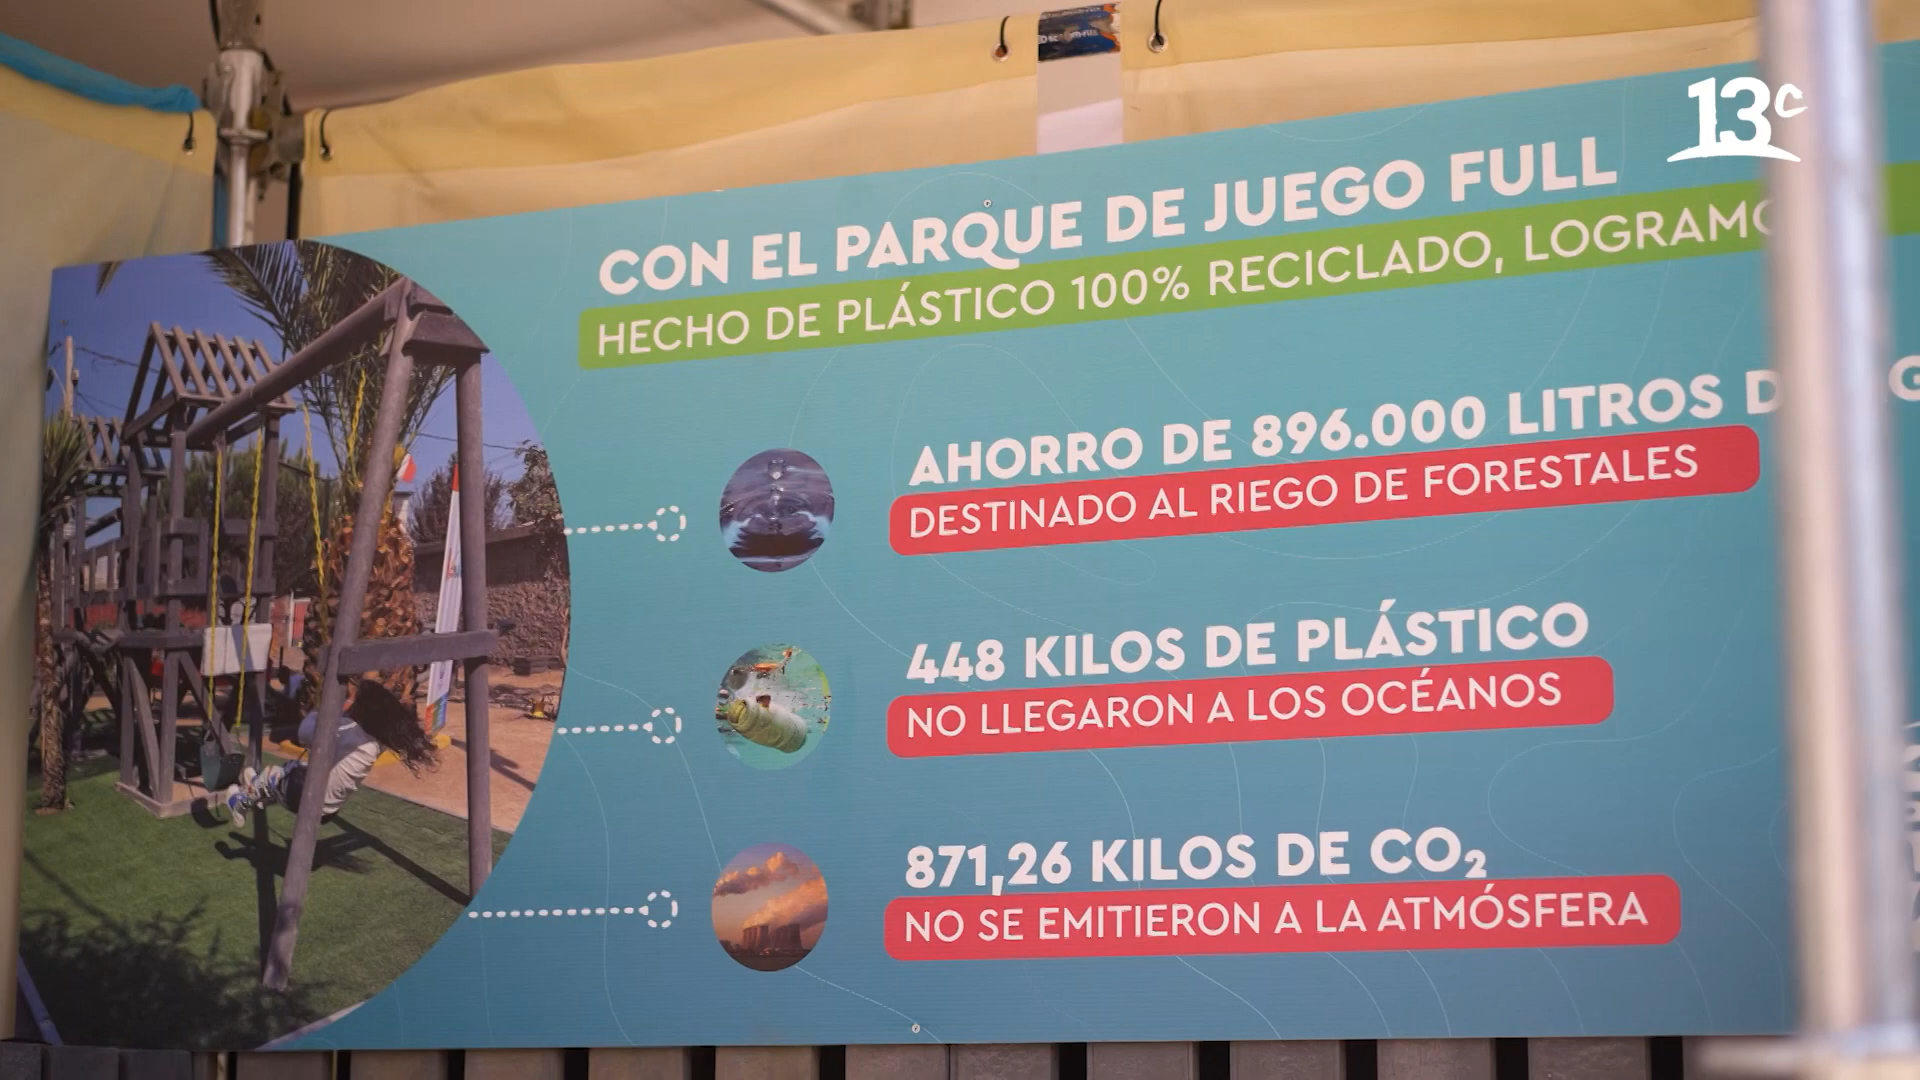 13c
CON EL PARQUE DE JUEGO FULL
HECHO DE PLÁSTICO 100% RECICLADO, LOGRAMO
AHORRO DE 896.000 LITROS D
DESTINADO AL RIEGO DE FORESTALES
448 KILOS DE PLÁSTICO
NO LLEGARON A LOS OCÉANOS
871,26 KILOS DE CO₂
NO SE EMITIERON A LA ATMÓSFERA